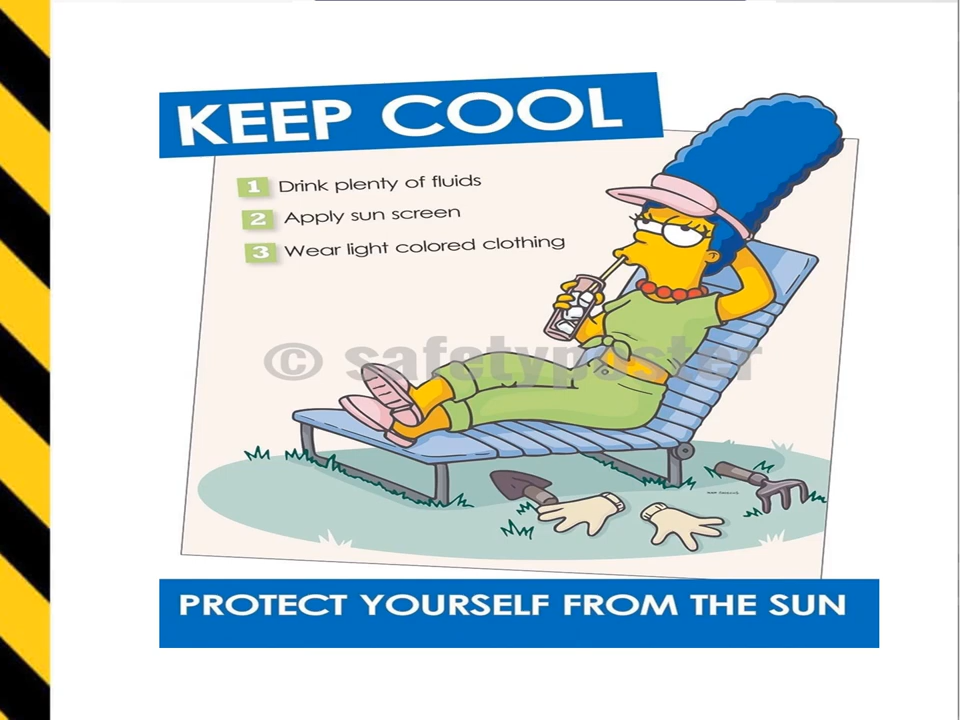 KEEP COOL
1 Drink plenty of fluids
2 Apply sun screen
3 Wear light colored clothing
© safetyposter
PROTECT YOURSELF FROM THE SUN